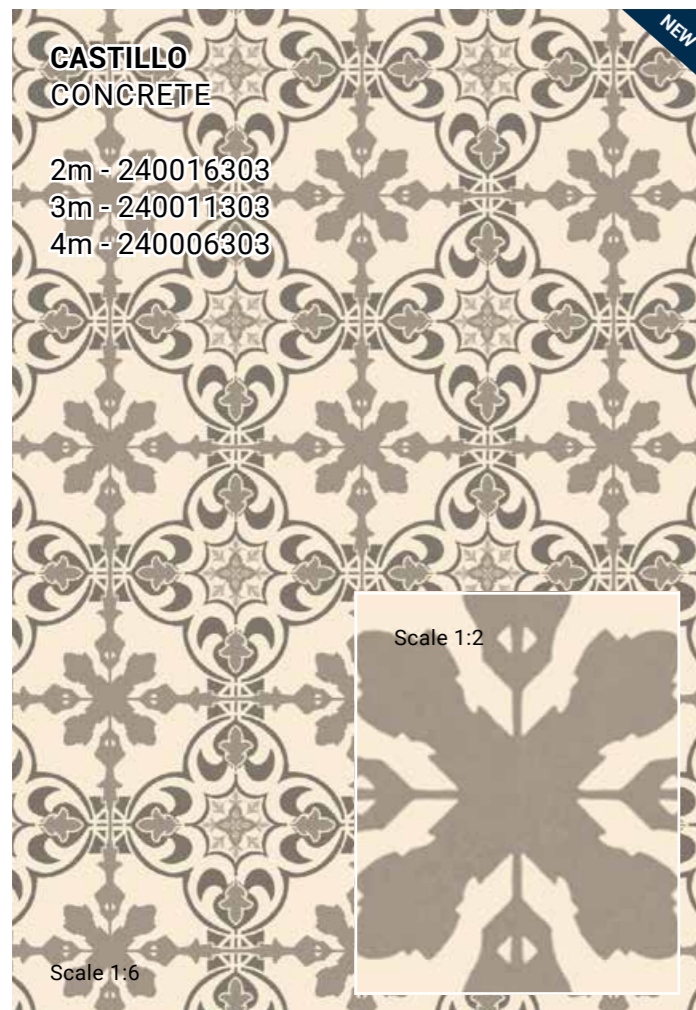 NEW
CASTILLO
CONCRETE
2m - 240016303
3m - 240011303
4m - 240006303
Scale 1:2
Scale 1:6